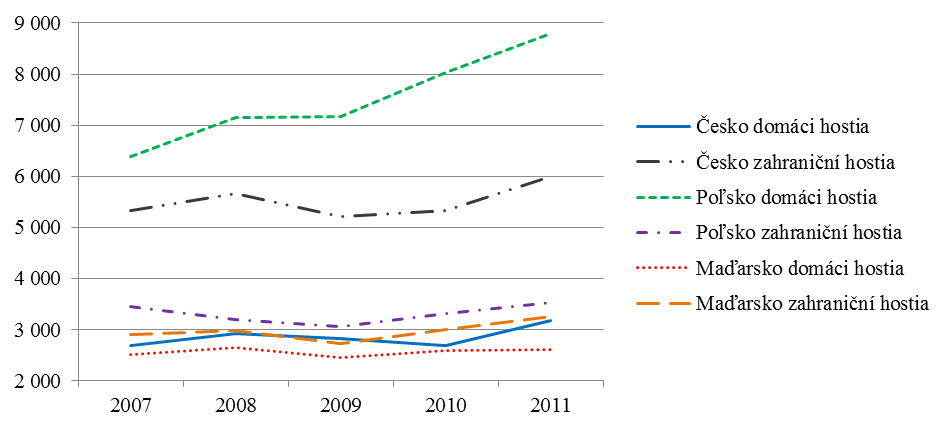 9 000
8 000
7 000
6 000
5 000
4 000
3 000
2 000
2007 2008 2009 2010 2011
Česko domáci hostia
Česko zahraniční hostia
Poľsko domáci hostia
Poľsko zahraniční hostia
Maďarsko domáci hostia
Maďarsko zahraniční hostia